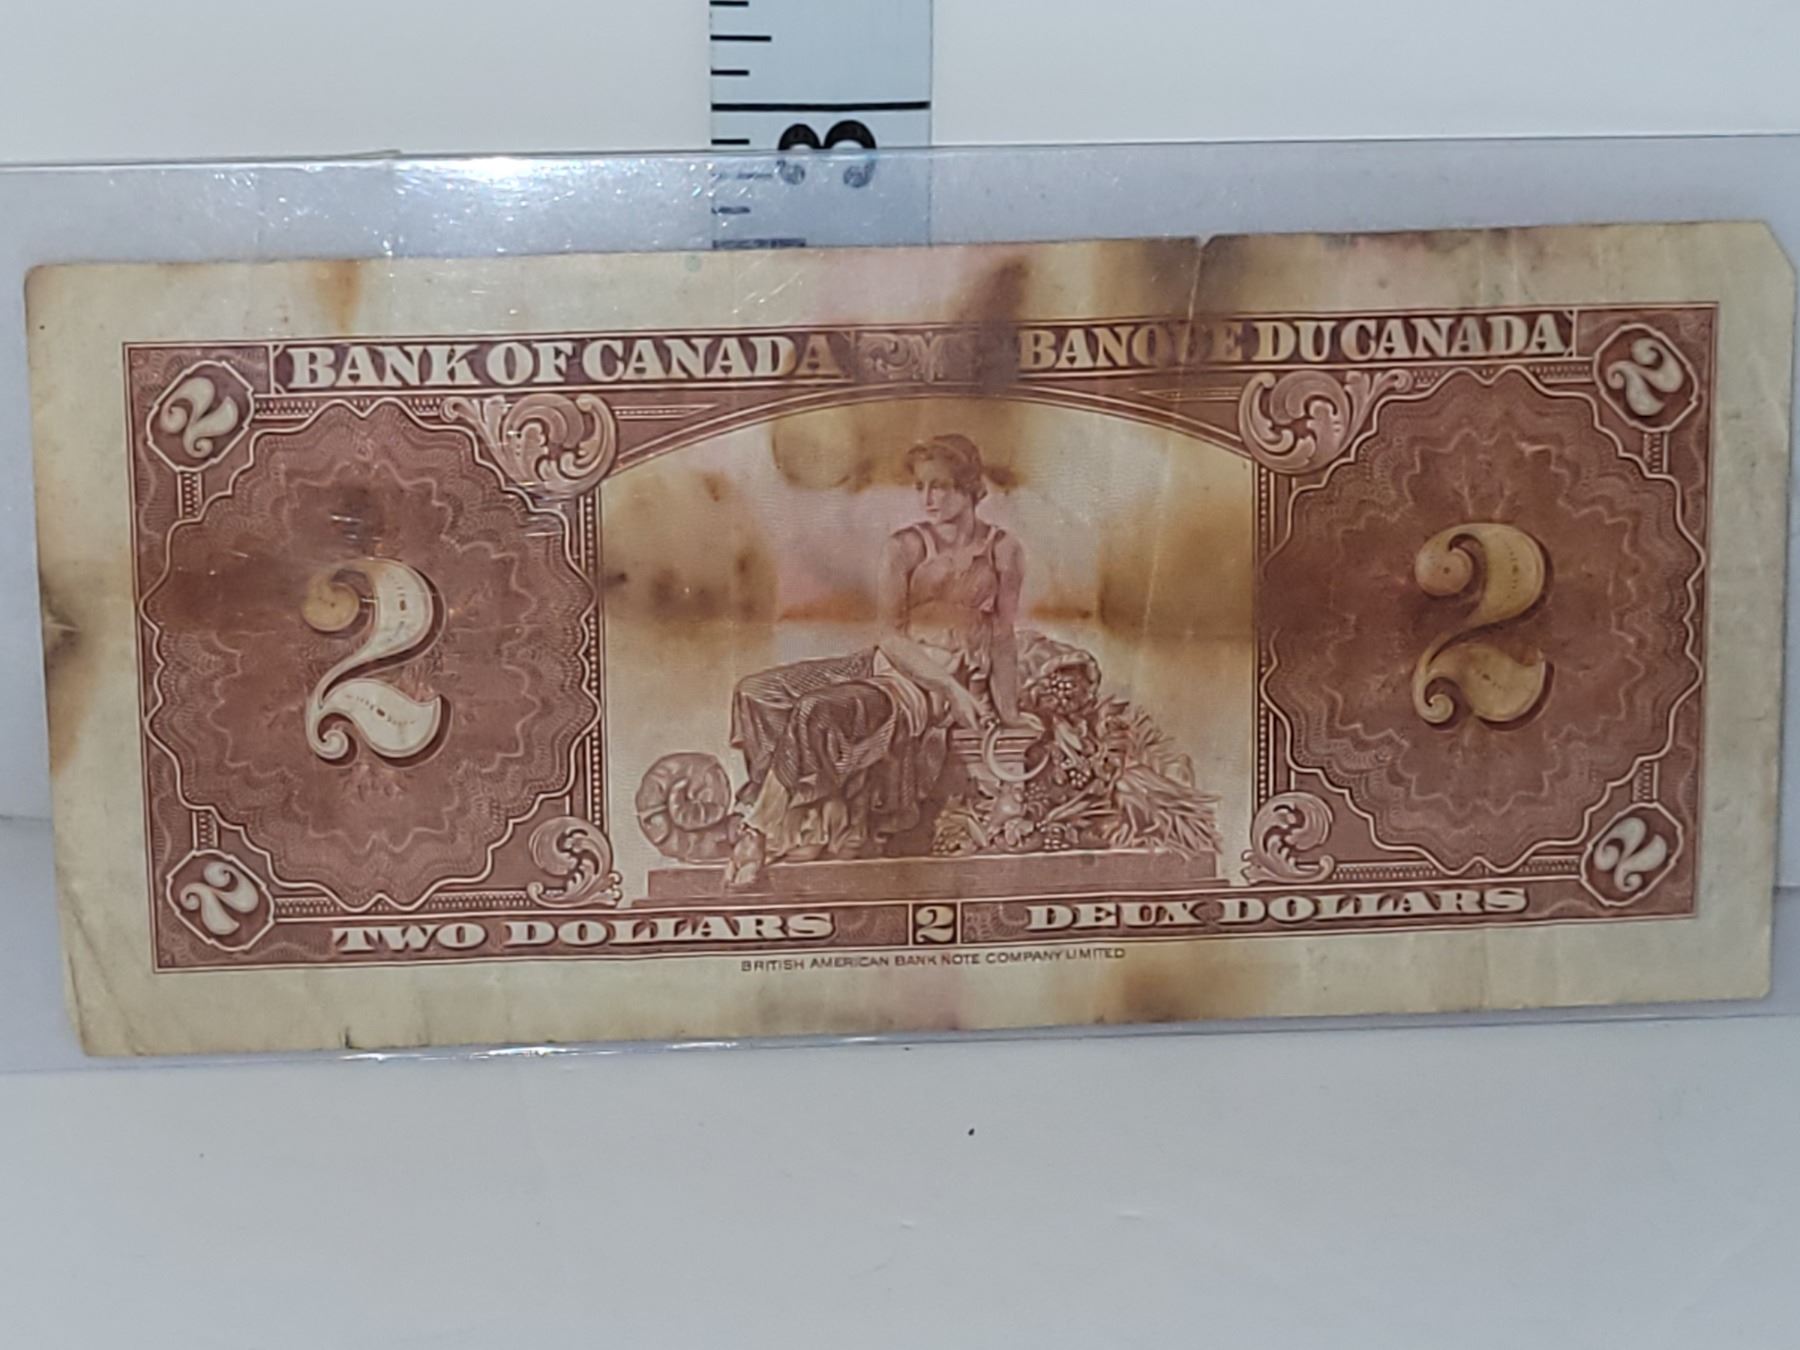 3
2 BANK OF CANADA BANQUE DU CANADA 2
2 2
2 TWO DOLLARS 2 DEUX DOLLARS 2
BRITISH AMERICAN BANK NOTE COMPANY LIMITED